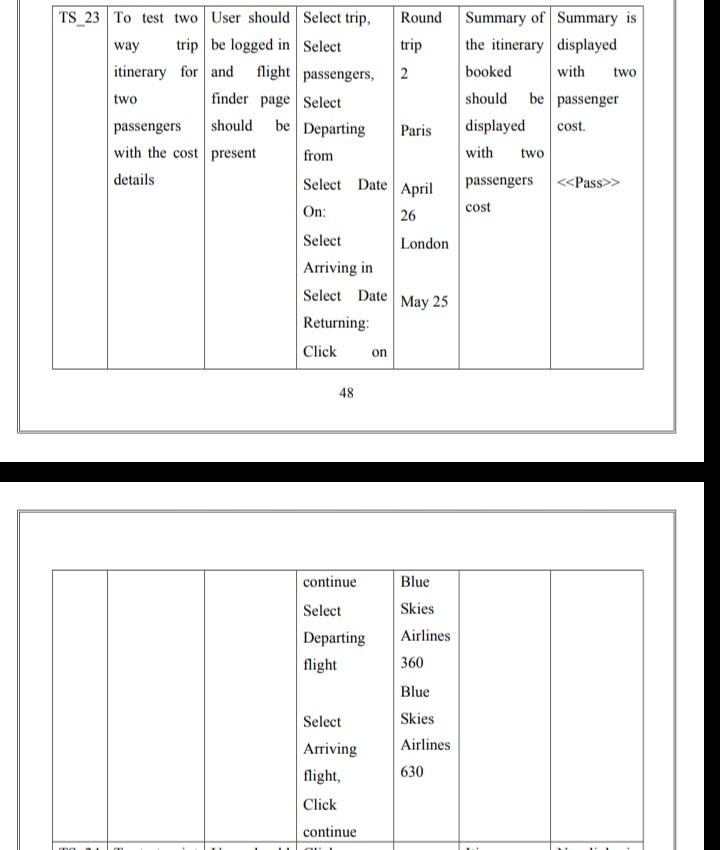 TS_23
To test two
way trip
itinerary for
two
passengers
with the cost
details
User should
be logged in
and flight
finder page
should be
present
Select trip,
Select
passengers,
Select
Departing
from
Select Date
On:
Select
Arriving in
Select Date
Returning:
Click on
Round
trip
2
Paris
April
26
London
May 25
Summary of
the itinerary
booked
should be
displayed
with two
passengers
cost
Summary is
displayed
with two
passenger
cost.
<<Pass>>
48
continue
Select
Departing
flight
Select
Arriving
flight,
Click
continue
Blue
Skies
Airlines
360
Blue
Skies
Airlines
630